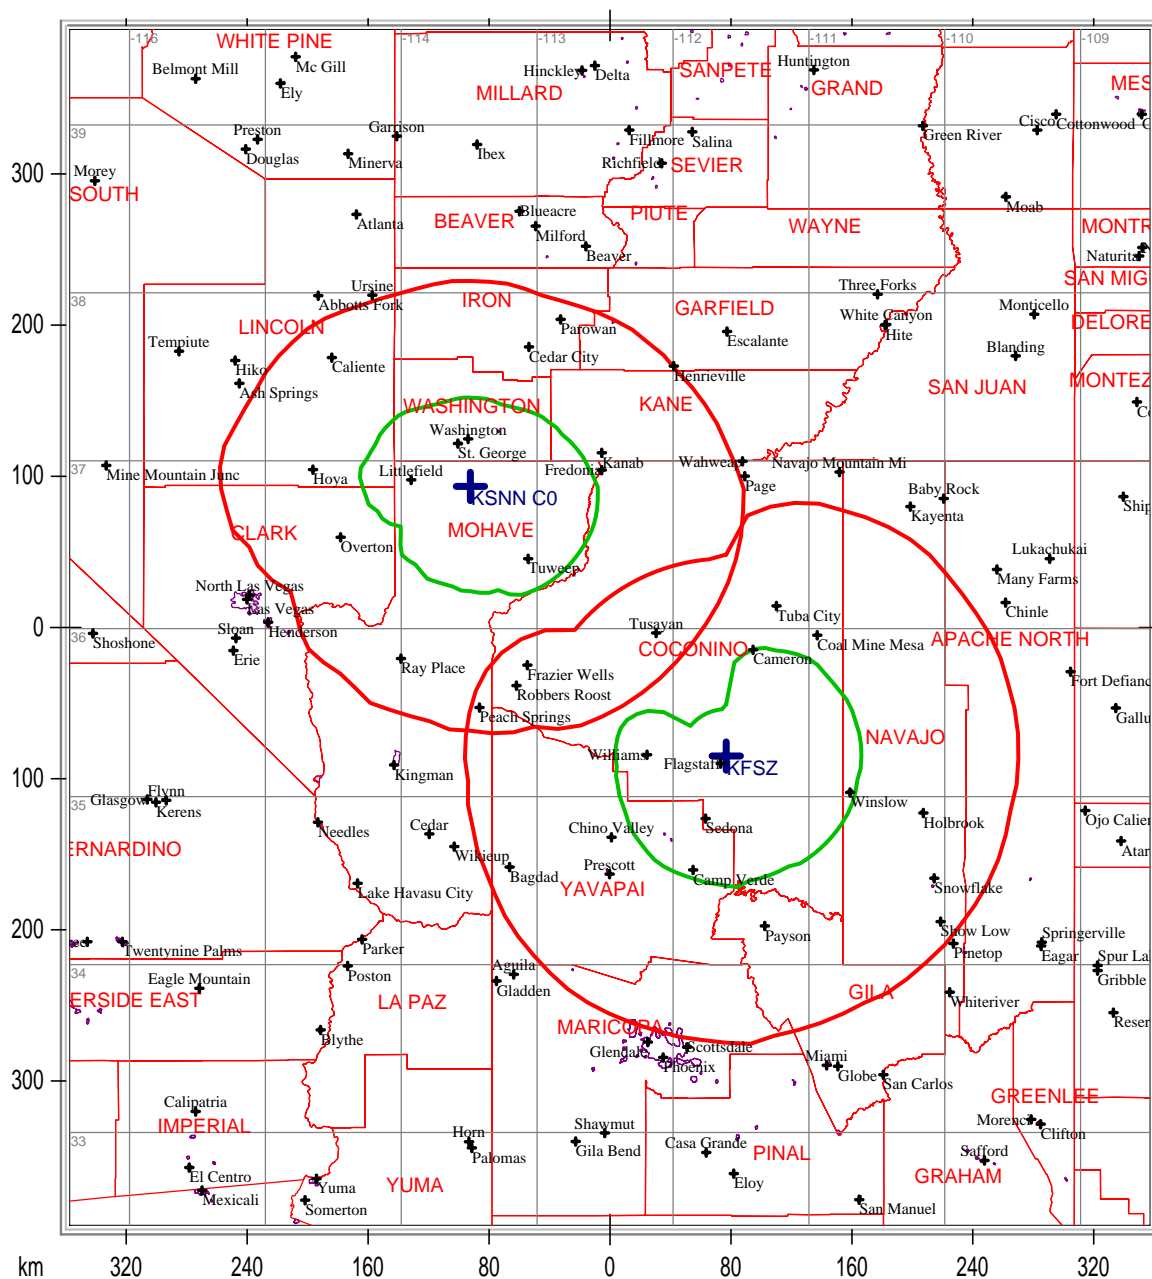 -116 -114 -113 -112 -111 -110 -109
WHITE PINE
Mc Gill
Belmont Mill
Ely
Hinckley
Delta
SANPETE
Huntington
MES
MILLARD
GRAND
39
Preston
Garrison
Fillmore
Salina
Green River
Cisco
Cottonwood
Douglas
Minerva
Ibex
Richfield
SEVIER
300
Morey
SOUTH
Atlanta
BEAVER
Blueacre
PIUTE
WAYNE
Moab
MONTR
Milford
Beaver
Naturita
SAN MIG
38
Ursine
Abbotts Fork
IRON
GARFIELD
Three Forks
Monticello
200
LINCOLN
Parowan
White Canyon
Hite
DELORE
Tempiute
Escalante
Blanding
Hiko
Caliente
Cedar City
Henrieville
Ash Springs
SAN JUAN
MONTEZ
WASHINGTON
KANE
Co
Washington
St. George
37
100
Mine Mountain Junc
Hoya
Littlefield
Fredonia
Kanab
Wahweap
Page
Navajo Mountain Mi
Baby Rock
Kayenta
Ship
KSNN C0
CLARK
MOHAVE
Overton
Tuweep
Lukachukai
Many Farms
Chinle
North Las Vegas
Las Vegas
Henderson
Tuba City
0
36
Shoshone
Sloan
Erie
Tusayan
COCONINO
Cameron
Coal Mine Mesa
APACHE NORTH
Ray Place
Frazier Wells
Robbers Roost
Fort Defianc
Peach Springs
Gallu
NAVAJO
Williams
Flagstaff
KFSZ
100
Kingman
35
Glasgow
Flynn
Kerens
Winslow
Needles
Cedar
Chino Valley
Sedona
Holbrook
Ojo Calien
ERNARDINO
Wikieup
Atar
Bagdad
Prescott
YAVAPAI
Camp Verde
Lake Havasu City
Snowflake
200
Twentynine Palms
Parker
Payson
Show Low
Pinetop
Springerville
Eagar
34
Poston
Aguila
Gladden
Spur La
Gribble
Eagle Mountain
ERSIDE EAST
LA PAZ
GILA
Whiteriver
Reser
Blythe
MARICOPA
Glendale
Scottsdale
Phoenix
Miami
Globe
San Carlos
300
Calipatria
IMPERIAL
GREENLEE
Morenci
Clifton
33
Horn
Palomas
Shawmut
Gila Bend
Casa Grande
PINAL
Safford
El Centro
Mexicali
Yuma
Somerton
YUMA
Eloy
GRAHAM
San Manuel
km 320 240 160 80 0 80 160 240 320